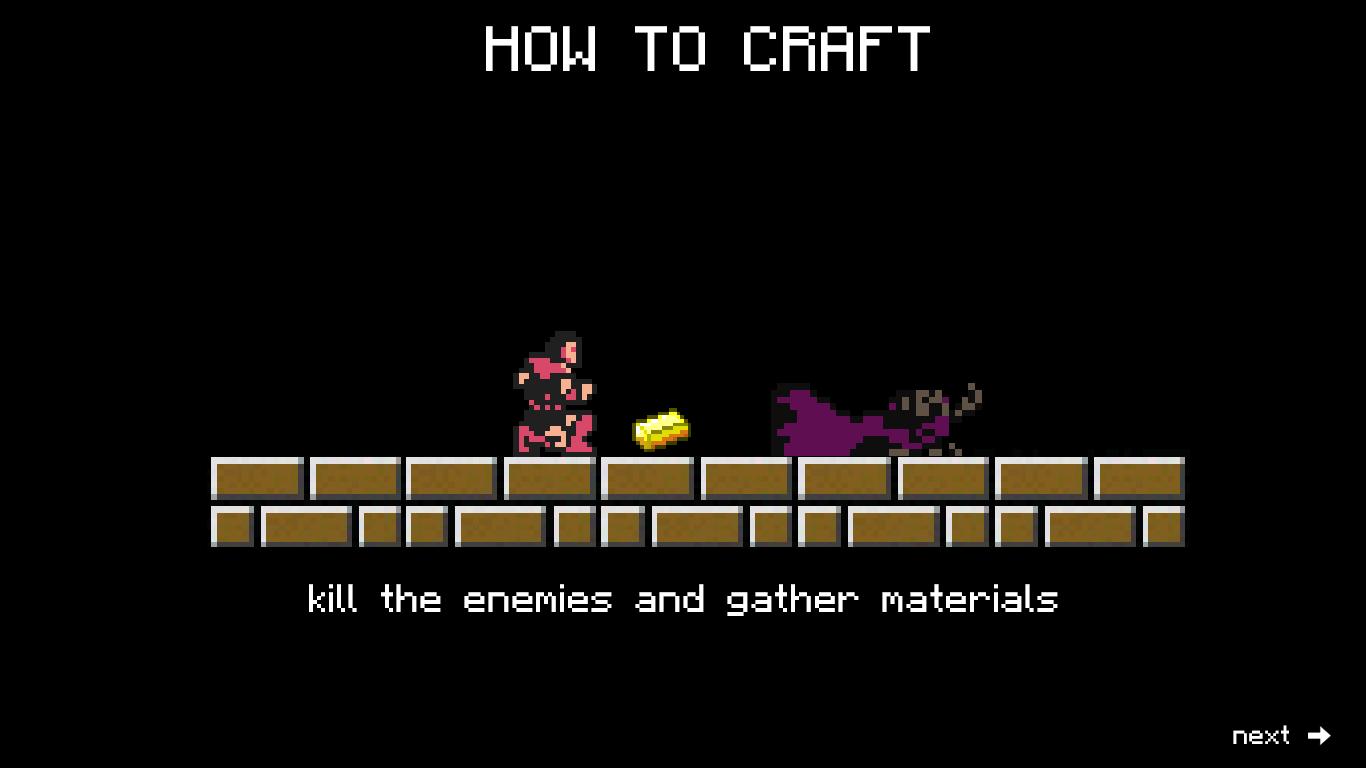 HOW TO CRAFT
kill the enemies and gather materials
next →